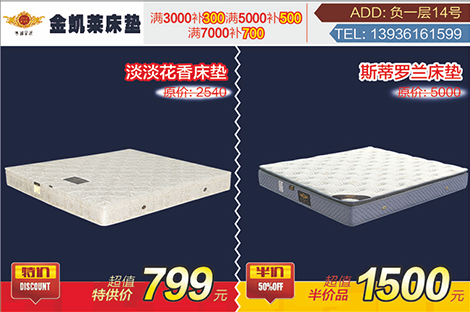 金凱莱床垫
满3000补300满5000补500
满7000补700
ADD: 负一层14号
TEL: 13936161599
淡淡花香床垫
原价: 2540
斯蒂罗兰床垫
原价: 5000
特价
DISCOUNT
超值
特供价
799元
半价
50%OFF
超值
半价品
1500元